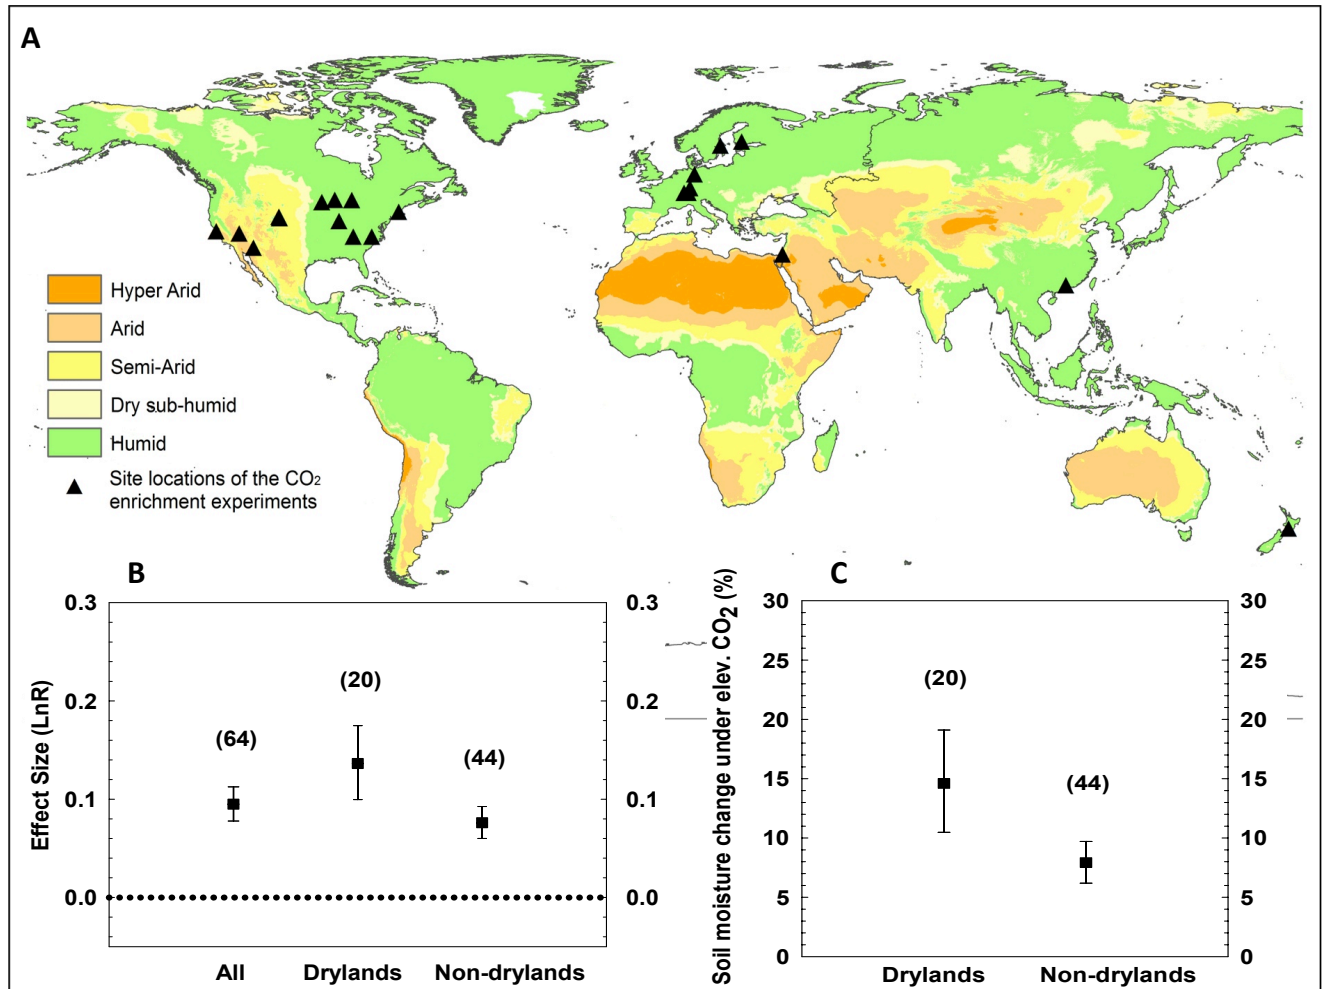 A
Hyper Arid
Arid
Semi-Arid
Dry sub-humid
Humid
Site locations of the CO2
enrichment experiments
B
0.3
0.2
0.1
0.0
Effect Size (LnR)
(64)
(20)
(44)
0.3
0.2
0.1
0.0
All Drylands Non-drylands
C
Soil moisture change under elev. CO2 (%)
30
25
20
15
10
5
0
(20)
(44)
30
25
20
15
10
5
0
Drylands Non-drylands